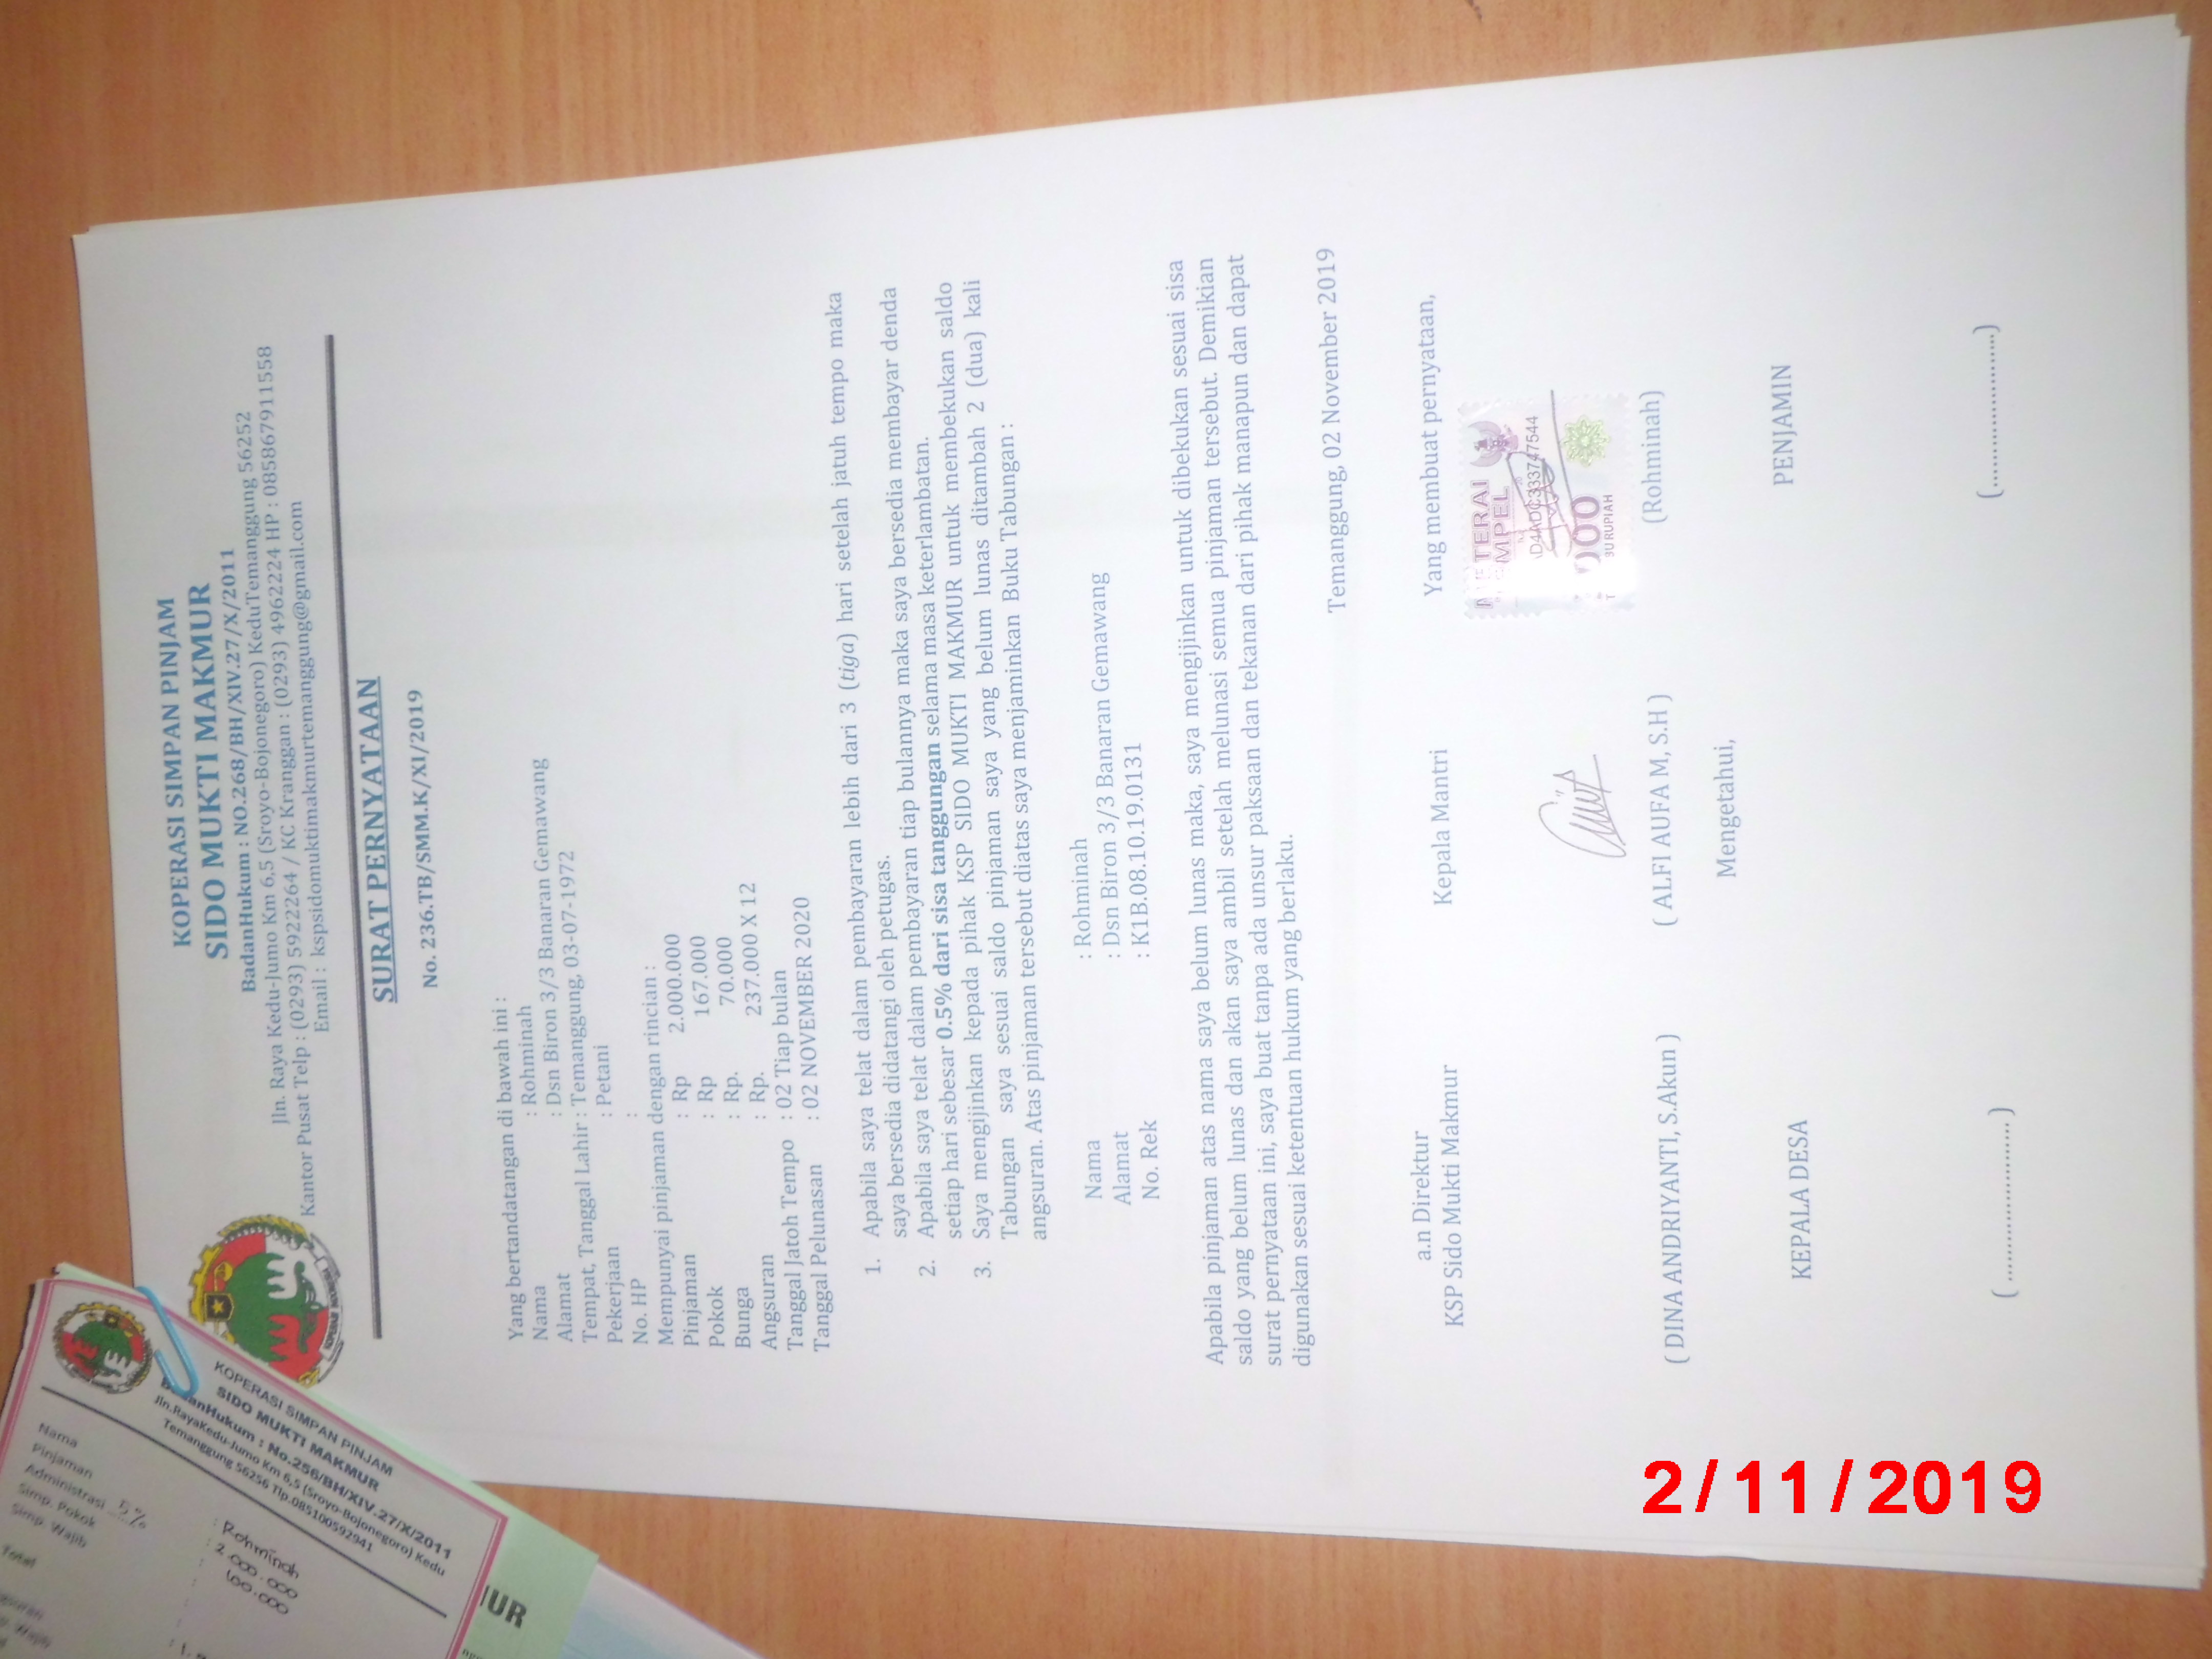 KOPERASI SIMPAN PINJAM
SIDO MUKTI MAKMUR
BadanHukum : NO.268/BH/XIV.27/X/2011
Jln. Raya Kedu-Jumo Km 6,5 (Sroyo-Bojonegoro) KeduTemanggung 56252
Kantor Pusat Telp : (0293) 5922264 / KC Kranggan : (0293) 4962224 HP : 085867911558
Email : kspsidomuktimakmurtemanggung@gmail.com
SURAT PERNYATAAN
No. 236.TB/SMM.K/XI/2019
Yang bertandatangan di bawah ini :
Nama : Rohminah
Alamat : Dsn Biron 3/3 Banaran Gemawang
Tempat, Tanggal Lahir : Temanggung, 03-07-1972
Pekerjaan : Petani
No. HP :
Mempunyai pinjaman dengan rincian :
Pinjaman : Rp 2.000.000
Pokok : Rp 167.000
Bunga : Rp. 70.000
Angsuran : Rp. 237.000 X 12
Tanggal Jatoh Tempo : 02 Tiap bulan
Tanggal Pelunasan : 02 NOVEMBER 2020
1. Apabila saya telat dalam pembayaran lebih dari 3 (tiga) hari setelah jatuh tempo maka
saya bersedia didatangi oleh petugas.
2. Apabila saya telat dalam pembayaran tiap bulannya maka saya bersedia membayar denda
setiap hari sebesar 0.5% dari sisa tanggungan selama masa keterlambatan.
3. Saya mengijinkan kepada pihak KSP SIDO MUKTI MAKMUR untuk membekukan saldo
Tabungan saya sesuai saldo pinjaman saya yang belum lunas ditambah 2 (dua) kali
angsuran. Atas pinjaman tersebut diatas saya menjaminkan Buku Tabungan :
Nama : Rohminah
Alamat : Dsn Biron 3/3 Banaran Gemawang
No. Rek : K1B.08.10.19.0131
Apabila pinjaman atas nama saya belum lunas maka, saya mengijinkan untuk dibekukan sesuai sisa
saldo yang belum lunas dan akan saya ambil setelah melunasi semua pinjaman tersebut. Demikian
surat pernyataan ini, saya buat tanpa ada unsur paksaan dan tekanan dari pihak manapun dan dapat
digunakan sesuai ketentuan hukum yang berlaku.
Temanggung, 02 November 2019
a.n Direktur
KSP Sido Mukti Makmur
Kepala Mantri
Yang membuat pernyataan,
METERAI
MPEL
D4ADC333747544
000
RUPIAH
( DINA ANDRIYANTI, S.Akun )
( ALFI AUFA M, S.H )
(Rohminah)
Mengetahui,
KEPALA DESA
PENJAMIN
( ........................ )
(......................)
KOPERASI SIMPAN PINJAM
SIDO MUKTI MAKMUR
BadanHukum : No.256/BH/XIV.27/X/2011
Jln.RayaKedu-Jumo Km 6,5 (Sroyo-Bojonegoro) Kedu
Temanggung 56256 Tlp.085100592941
Nama : Rohminah
Pinjaman : 2.000.000
Administrasi 5% : 100.000
Simp. Pokok :
Simp. Wajib :
Total
UR
2/11/2019